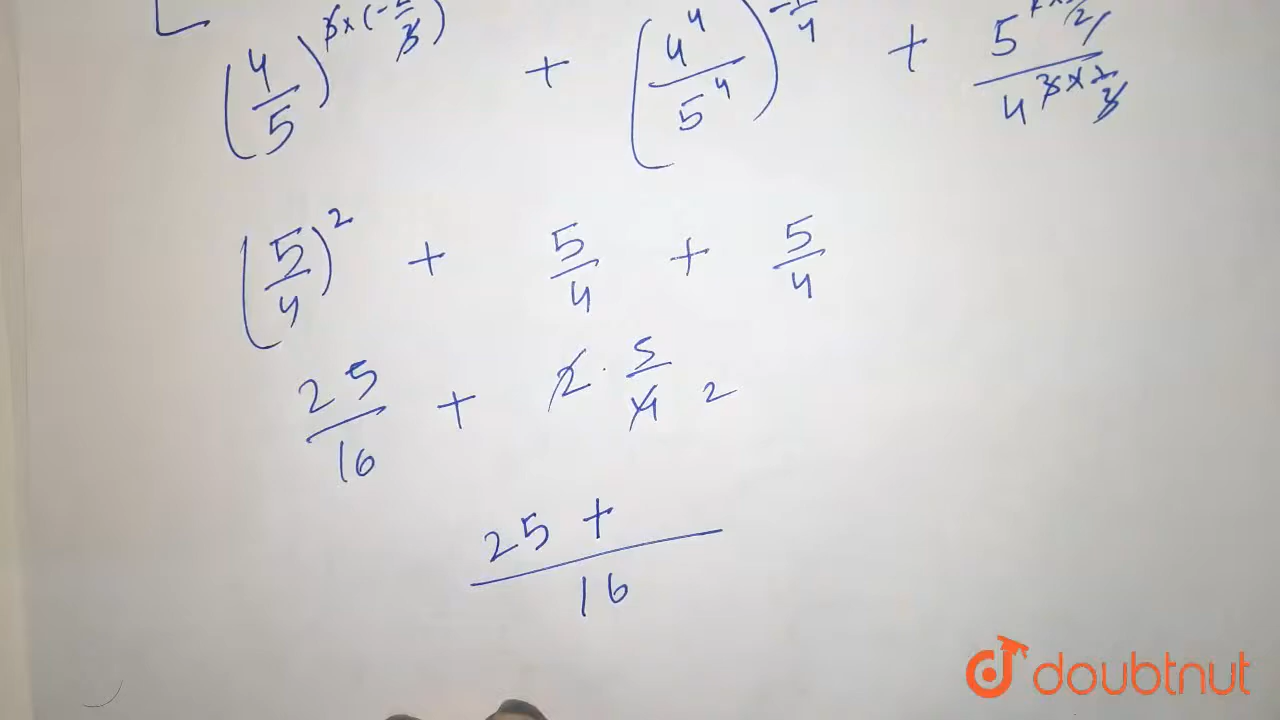 [ (4/5)^{3×(-2/3)} + (4^4/5^4)^{-1/4} + 5^{2×1/2}/4^{3×1/3}
(5/4)^2 + 5/4 + 5/4
25/16 + 2 · 5/4 2
25 + / 16
doubtnut